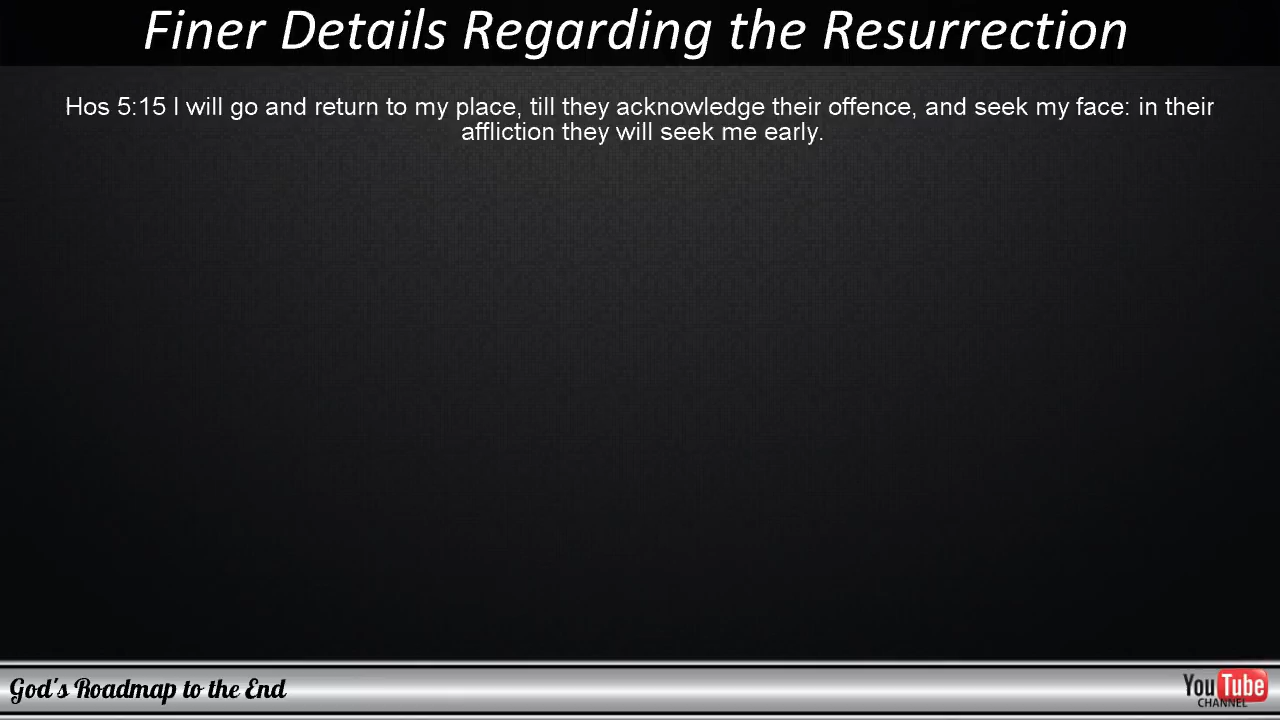 Finer Details Regarding the Resurrection
Hos 5:15 I will go and return to my place, till they acknowledge their offence, and seek my face: in their
affliction they will seek me early.
God's Roadmap to the End
YouTube
CHANNEL